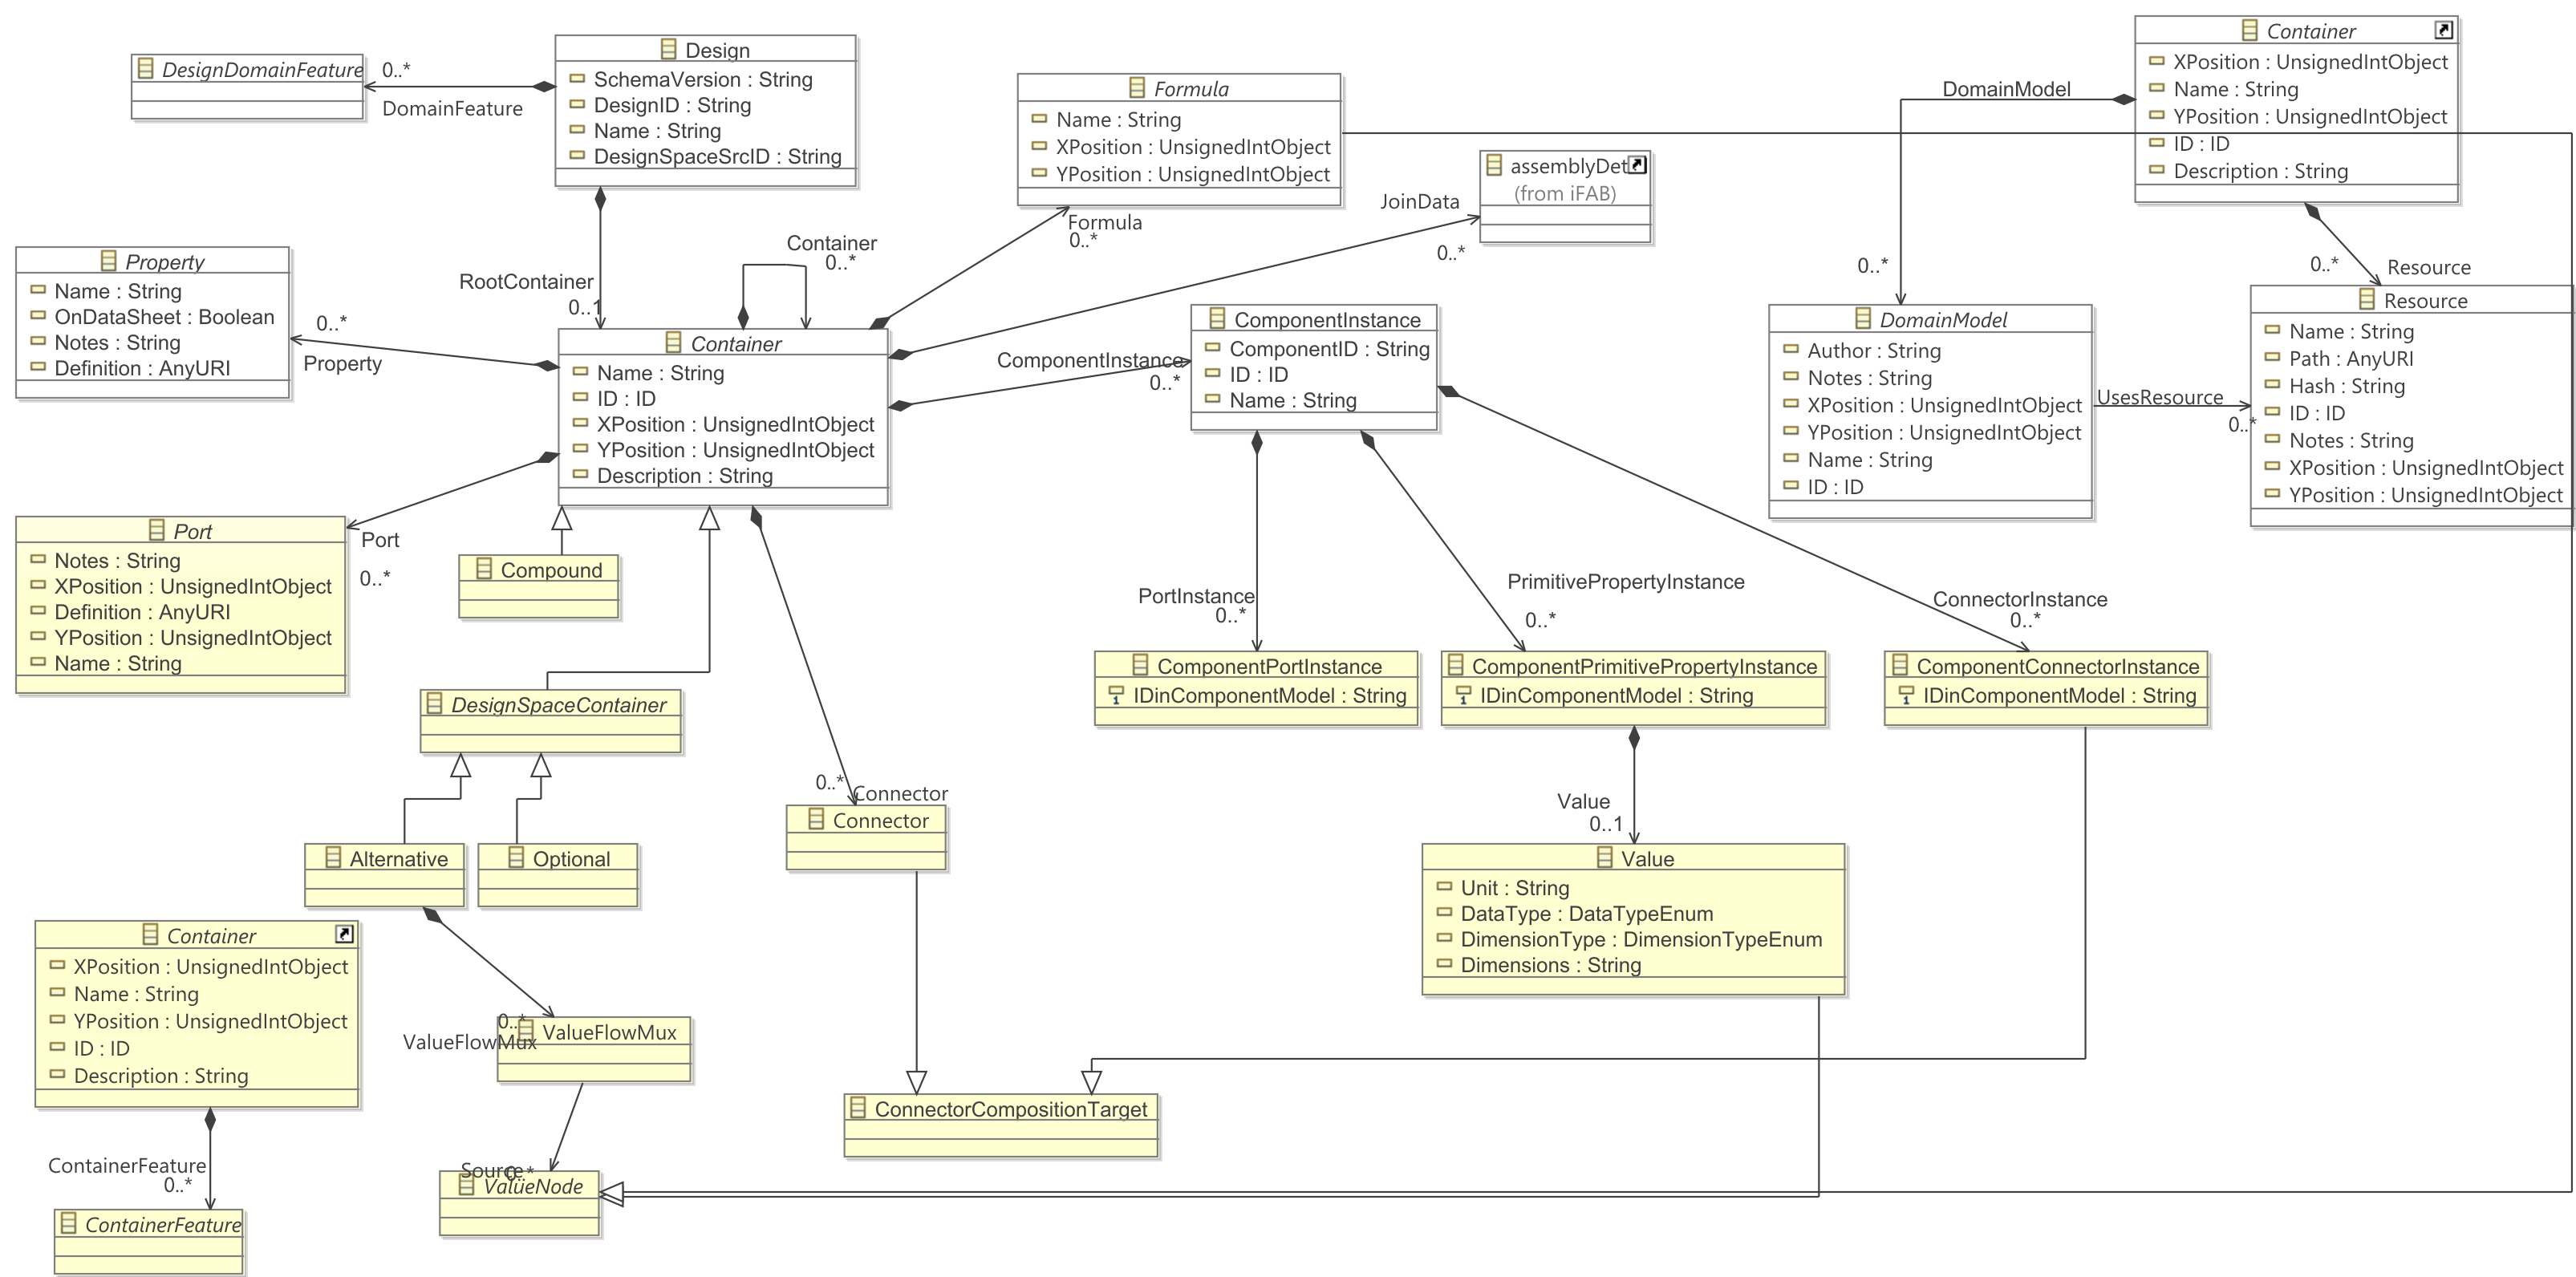 DesignDomainFeature
0..*
DomainFeature
Design
SchemaVersion : String
DesignID : String
Name : String
DesignSpaceSrcID : String
RootContainer
0..1
Formula
Name : String
XPosition : UnsignedIntObject
YPosition : UnsignedIntObject
Formula
0..*
assemblyDet
(from iFAB)
JoinData
0..*
Container
XPosition : UnsignedIntObject
Name : String
YPosition : UnsignedIntObject
ID : ID
Description : String
DomainModel
0..*
0..*
Resource
Property
Name : String
OnDataSheet : Boolean
Notes : String
Definition : AnyURI
0..*
Property
Container
0..*
Container
Name : String
ID : ID
XPosition : UnsignedIntObject
YPosition : UnsignedIntObject
Description : String
ComponentInstance
0..*
ComponentInstance
ComponentID : String
ID : ID
Name : String
DomainModel
Author : String
Notes : String
XPosition : UnsignedIntObject
YPosition : UnsignedIntObject
Name : String
ID : ID
UsesResource
0..*
Resource
Name : String
Path : AnyURI
Hash : String
ID : ID
Notes : String
XPosition : UnsignedIntObject
YPosition : UnsignedIntObject
Port
Notes : String
XPosition : UnsignedIntObject
Definition : AnyURI
YPosition : UnsignedIntObject
Name : String
Port
0..*
Compound
PortInstance
0..*
PrimitivePropertyInstance
0..*
ConnectorInstance
0..*
ComponentPortInstance
IDinComponentModel : String
ComponentPrimitivePropertyInstance
IDinComponentModel : String
ComponentConnectorInstance
IDinComponentModel : String
DesignSpaceContainer
0..*
Connector
Connector
Value
0..1
Alternative
Optional
Value
Unit : String
DataType : DataTypeEnum
DimensionType : DimensionTypeEnum
Dimensions : String
Container
XPosition : UnsignedIntObject
Name : String
YPosition : UnsignedIntObject
ID : ID
Description : String
0..*
ValueFlowMux
ValueFlowMux
ConnectorCompositionTarget
ContainerFeature
0..*
Source
0..*
ValueNode
ContainerFeature